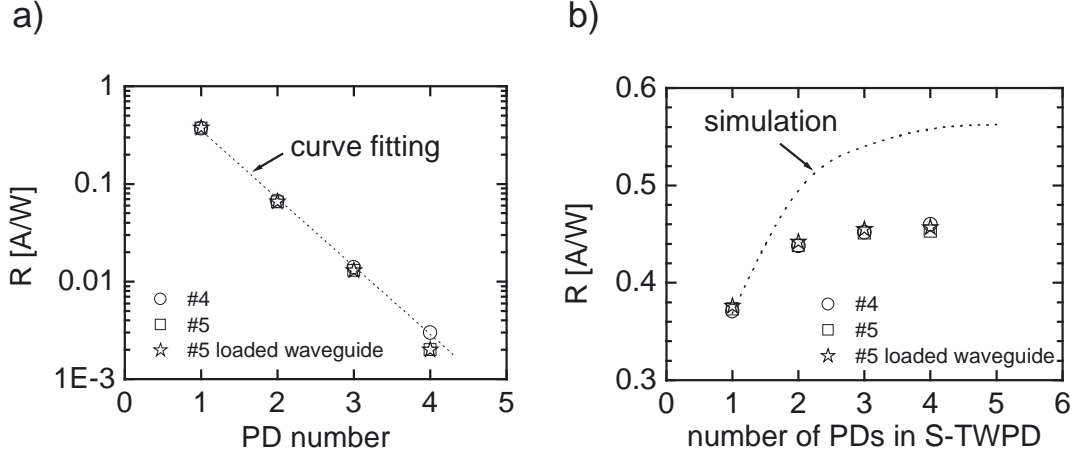 a)
R [A/W]
1
0.1
0.01
1E-3
curve fitting
#4
#5
#5 loaded waveguide
0 1 2 3 4 5
PD number
b)
R [A/W]
0.6
0.5
0.4
0.3
simulation
#4
#5
#5 loaded waveguide
0 1 2 3 4 5 6
number of PDs in S-TWPD